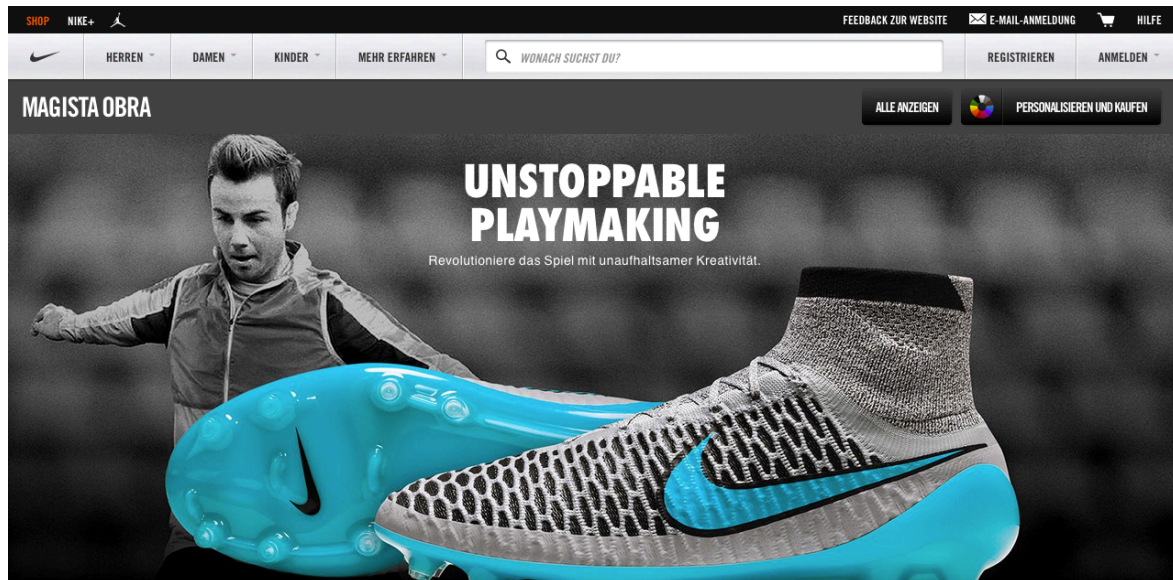 SHOP NIKE+ FEEDBACK ZUR WEBSITE E-MAIL-ANMELDUNG HILFE
HERREN DAMEN KINDER MEHR ERFAHREN WONACH SUCHST DU? REGISTRIEREN ANMELDEN
MAGISTA OBRA ALLE ANZEIGEN PERSONALISIEREN UND KAUFEN
UNSTOPPABLE
PLAYMAKING
Revolutioniere das Spiel mit unaufhaltsamer Kreativität.